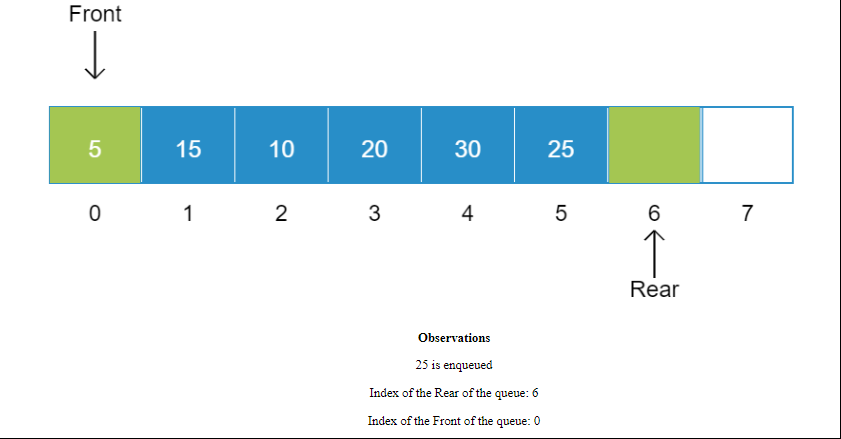 Front
5 15 10 20 30 25
0 1 2 3 4 5 6 7
Rear
Observations
25 is enqueued
Index of the Rear of the queue: 6
Index of the Front of the queue: 0